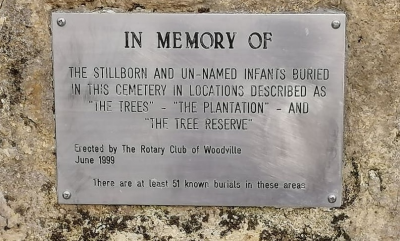 IN MEMORY OF
THE STILLBORN AND UN-NAMED INFANTS BURIED
IN THIS CEMETERY IN LOCATIONS DESCRIBED AS
"THE TREES" - "THE PLANTATION" - AND
"THE TREE RESERVE"
Erected by The Rotary Club of Woodville
June 1999
There are at least 51 known burials in these areas